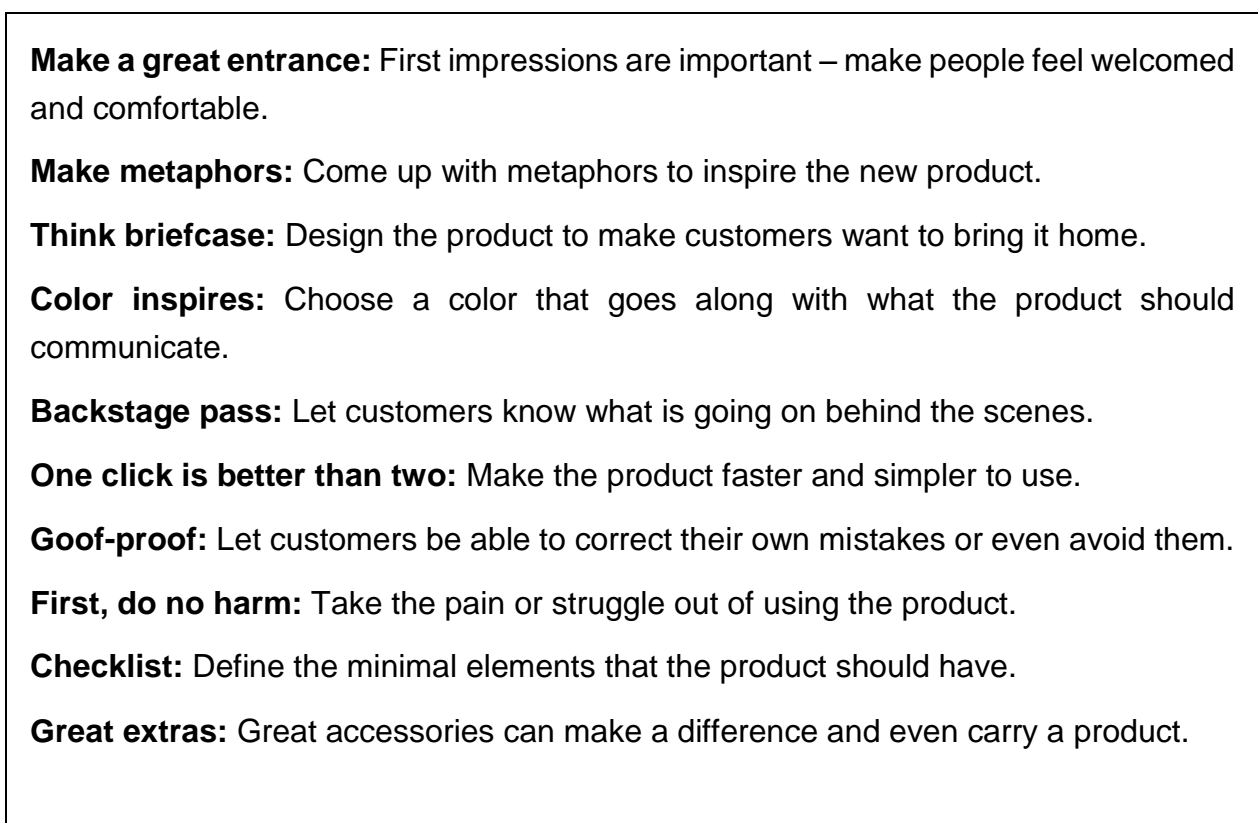 Make a great entrance: First impressions are important – make people feel welcomed
and comfortable.
Make metaphors: Come up with metaphors to inspire the new product.
Think briefcase: Design the product to make customers want to bring it home.
Color inspires: Choose a color that goes along with what the product should
communicate.
Backstage pass: Let customers know what is going on behind the scenes.
One click is better than two: Make the product faster and simpler to use.
Goof-proof: Let customers be able to correct their own mistakes or even avoid them.
First, do no harm: Take the pain or struggle out of using the product.
Checklist: Define the minimal elements that the product should have.
Great extras: Great accessories can make a difference and even carry a product.